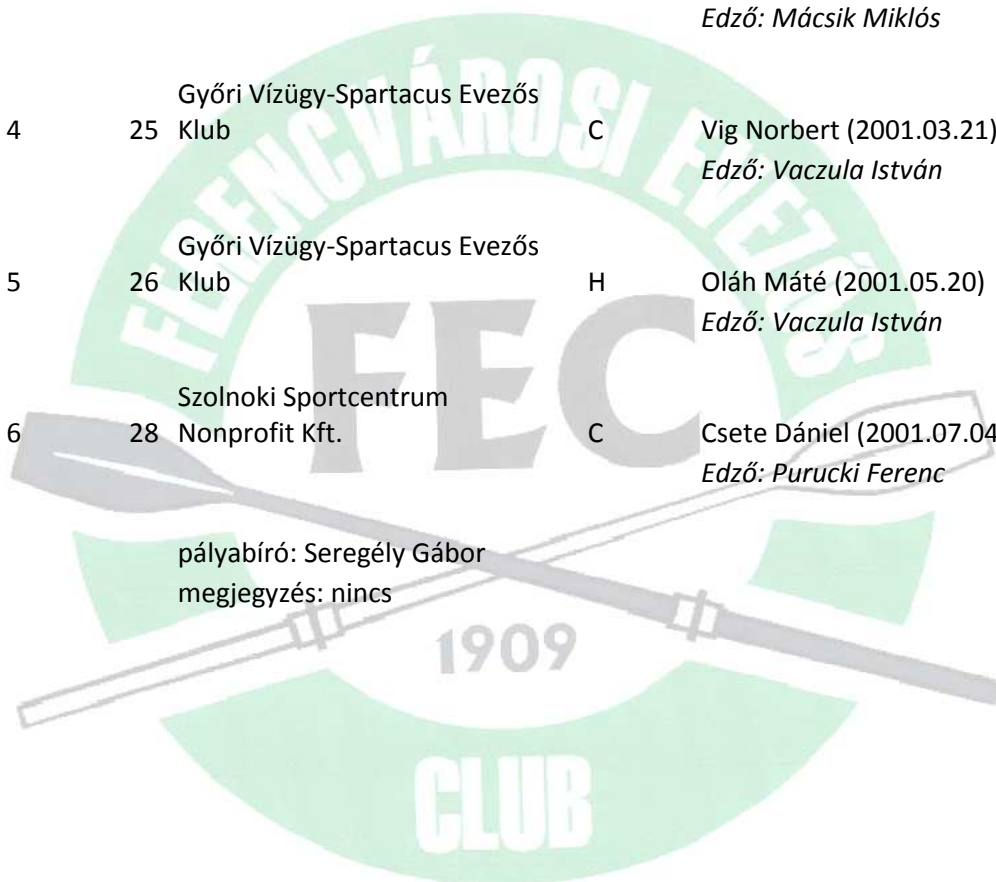 Edző: Mácsik Miklós
Győri Vízügy-Spartacus Evezős
4 25 Klub C Vig Norbert (2001.03.21)
Edző: Vaczula István
Győri Vízügy-Spartacus Evezős
5 26 Klub H Oláh Máté (2001.05.20)
Edző: Vaczula István
Szolnoki Sportcentrum
6 28 Nonprofit Kft. C Csete Dániel (2001.07.04
Edző: Purucki Ferenc
pályabíró: Seregély Gábor
megjegyzés: nincs
FERENCVÁROSI EVEZŐS
FEC
1909
CLUB